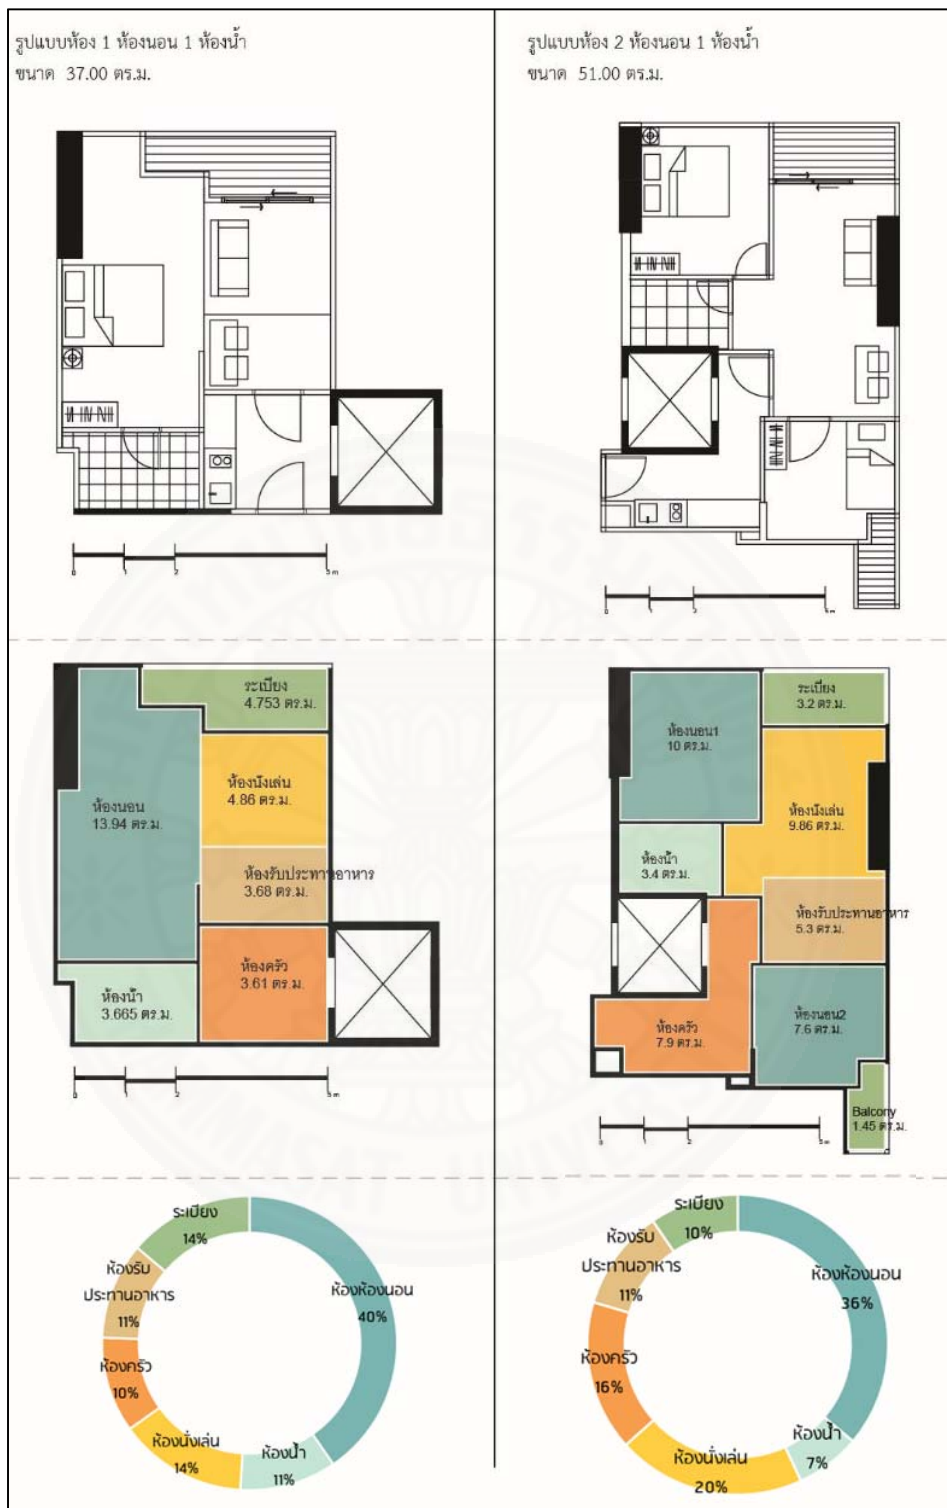 รูปแบบห้อง 1 ห้องนอน 1 ห้องน้ำ
ขนาด 37.00 ตร.ม.
0 1 2 5 m
ระเบียง
4.753 ตร.ม.
ห้องนั่งเล่น
4.86 ตร.ม.
ห้องนอน
13.94 ตร.ม.
ห้องรับประทานอาหาร
3.68 ตร.ม.
ห้องครัว
3.61 ตร.ม.
ห้องน้ำ
3.665 ตร.ม.
0 1 2 5 m
ระเบียง
14%
ห้องรับ
ประทานอาหาร
11%
ห้องห้องนอน
40%
ห้องครัว
10%
ห้องนั่งเล่น
14%
ห้องน้ำ
11%
รูปแบบห้อง 2 ห้องนอน 1 ห้องน้ำ
ขนาด 51.00 ตร.ม.
0 1 2 5 m
ระเบียง
3.2 ตร.ม.
ห้องนอน1
10 ตร.ม.
ห้องนั่งเล่น
9.86 ตร.ม.
ห้องน้ำ
3.4 ตร.ม.
ห้องรับประทานอาหาร
5.3 ตร.ม.
ห้องครัว
7.9 ตร.ม.
ห้องนอน2
7.6 ตร.ม.
Balcony
1.45 ตร.ม.
0 1 2 5 m
ระเบียง
10%
ห้องรับ
ประทานอาหาร
11%
ห้องห้องนอน
36%
ห้องครัว
16%
ห้องน้ำ
7%
ห้องนั่งเล่น
20%